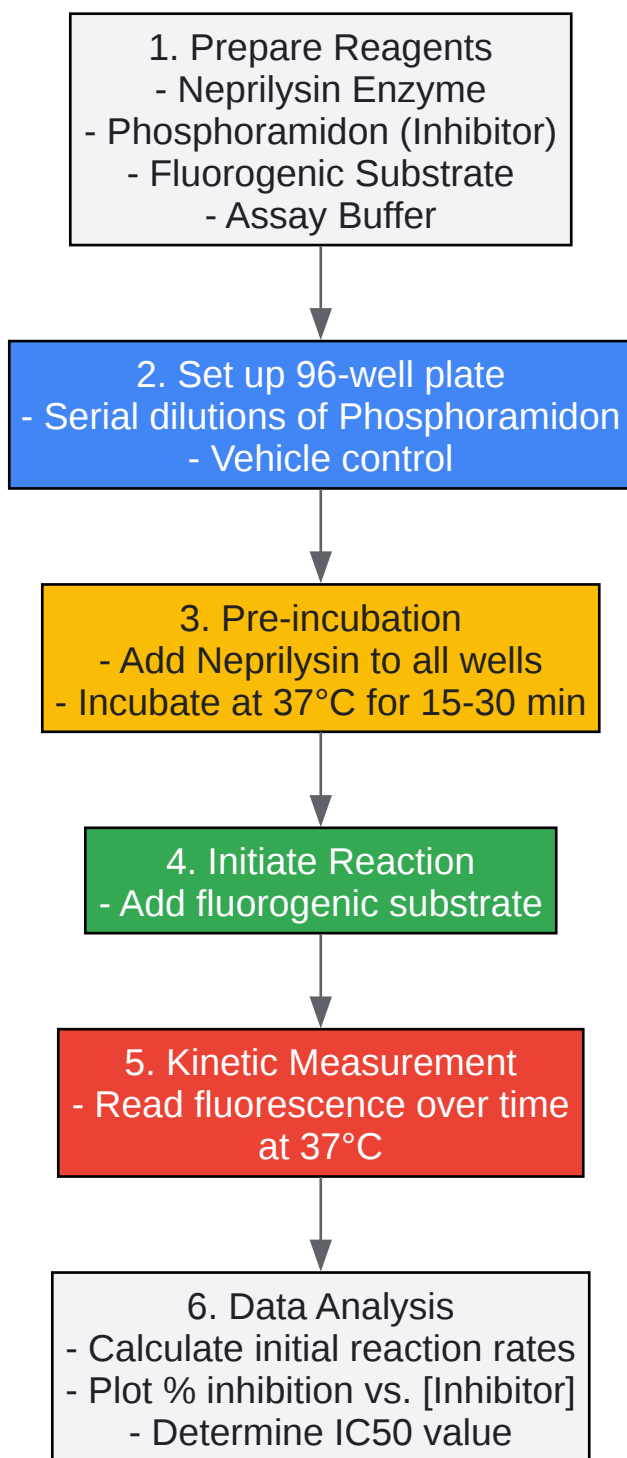 1. Prepare Reagents
- Neprilysin Enzyme
- Phosphoramidon (Inhibitor)
- Fluorogenic Substrate
- Assay Buffer
2. Set up 96-well plate
- Serial dilutions of Phosphoramidon
- Vehicle control
3. Pre-incubation
- Add Neprilysin to all wells
- Incubate at 37°C for 15-30 min
4. Initiate Reaction
- Add fluorogenic substrate
5. Kinetic Measurement
- Read fluorescence over time
at 37°C
6. Data Analysis
- Calculate initial reaction rates
- Plot % inhibition vs. [Inhibitor]
- Determine IC50 value